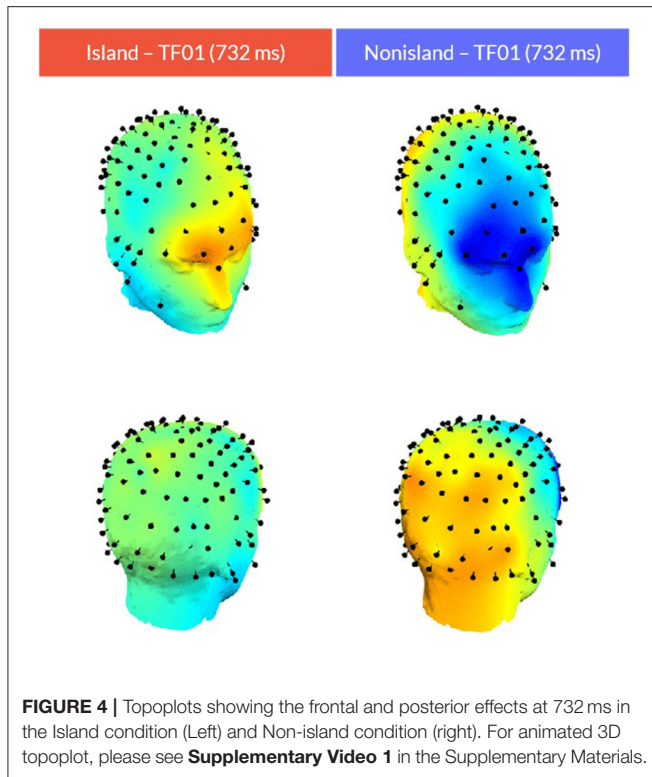 Island – TF01 (732 ms)
Nonisland – TF01 (732 ms)
FIGURE 4 | Topoplots showing the frontal and posterior effects at 732 ms in
the Island condition (Left) and Non-island condition (right). For animated 3D
topoplot, please see Supplementary Video 1 in the Supplementary Materials.